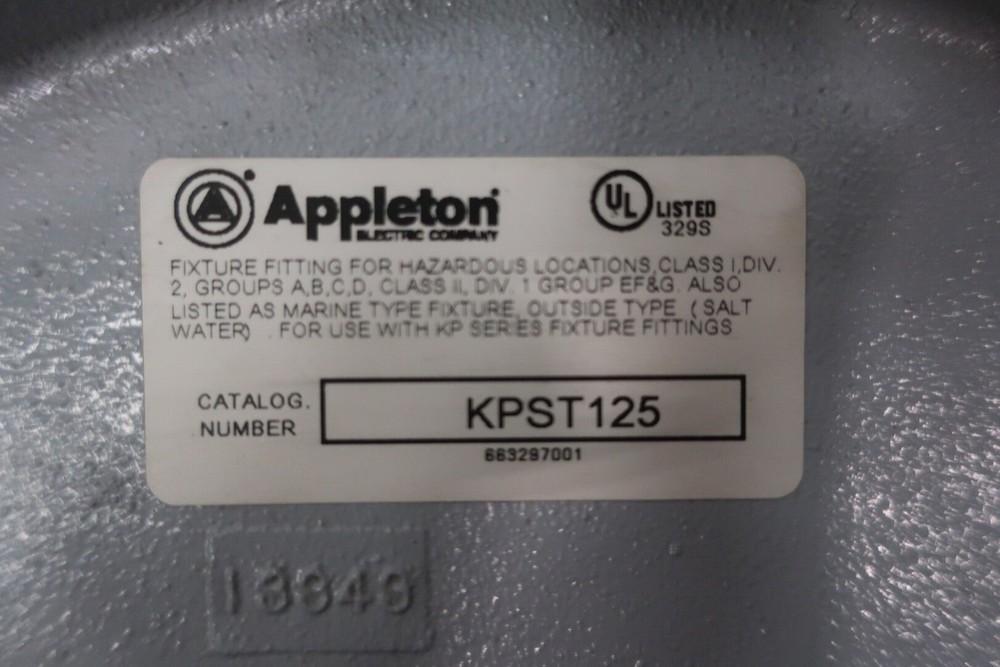 Appleton
ELECTRIC COMPANY
UL LISTED
329S
FIXTURE FITTING FOR HAZARDOUS LOCATIONS,CLASS I,DIV.
2, GROUPS A,B,C,D, CLASS II, DIV. 1 GROUP EF&G. ALSO
LISTED AS MARINE TYPE FIXTURE, OUTSIDE TYPE (SALT
WATER) . FOR USE WITH KP SERIES FIXTURE FITTINGS
CATALOG.
NUMBER
KPST125
663297001